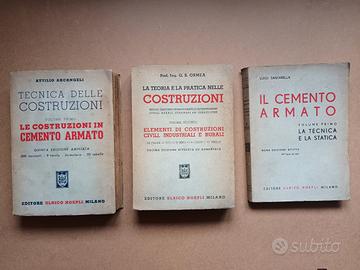 ATTILIO ARCANGELI
TECNICA DELLE
COSTRUZIONI
VOLUME PRIMO
LE COSTRUZIONI IN
CEMENTO ARMATO
QUINTA EDIZIONE AMPLIATA
EDITORE ULRICO HOEPLI MILANO
Prof. Ing. G. B. ORMEA
LA TEORIA E LA PRATICA NELLE
COSTRUZIONI
VOLUME SECONDO
ELEMENTI DI COSTRUZIONI
CIVILI, INDUSTRIALI E RURALI
EDITORE ULRICO HOEPLI MILANO
LUIGI SANTARELLA
IL CEMENTO
ARMATO
VOLUME PRIMO
LA TECNICA
E LA STATICA
EDITORE ULRICO HOEPLI MILANO
subito